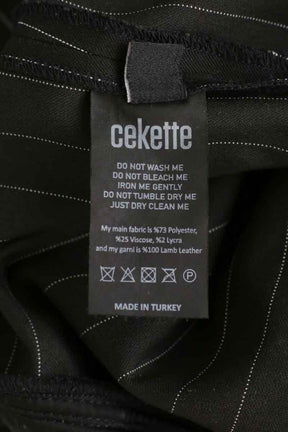 cekette
DO NOT WASH ME
DO NOT BLEACH ME
IRON ME GENTLY
DO NOT TUMBLE DRY ME
JUST DRY CLEAN ME
My main fabric is %73 Polyester,
%25 Viscose, %2 Lycra
and my garni is %100 Lamb Leather
P
MADE IN TURKEY